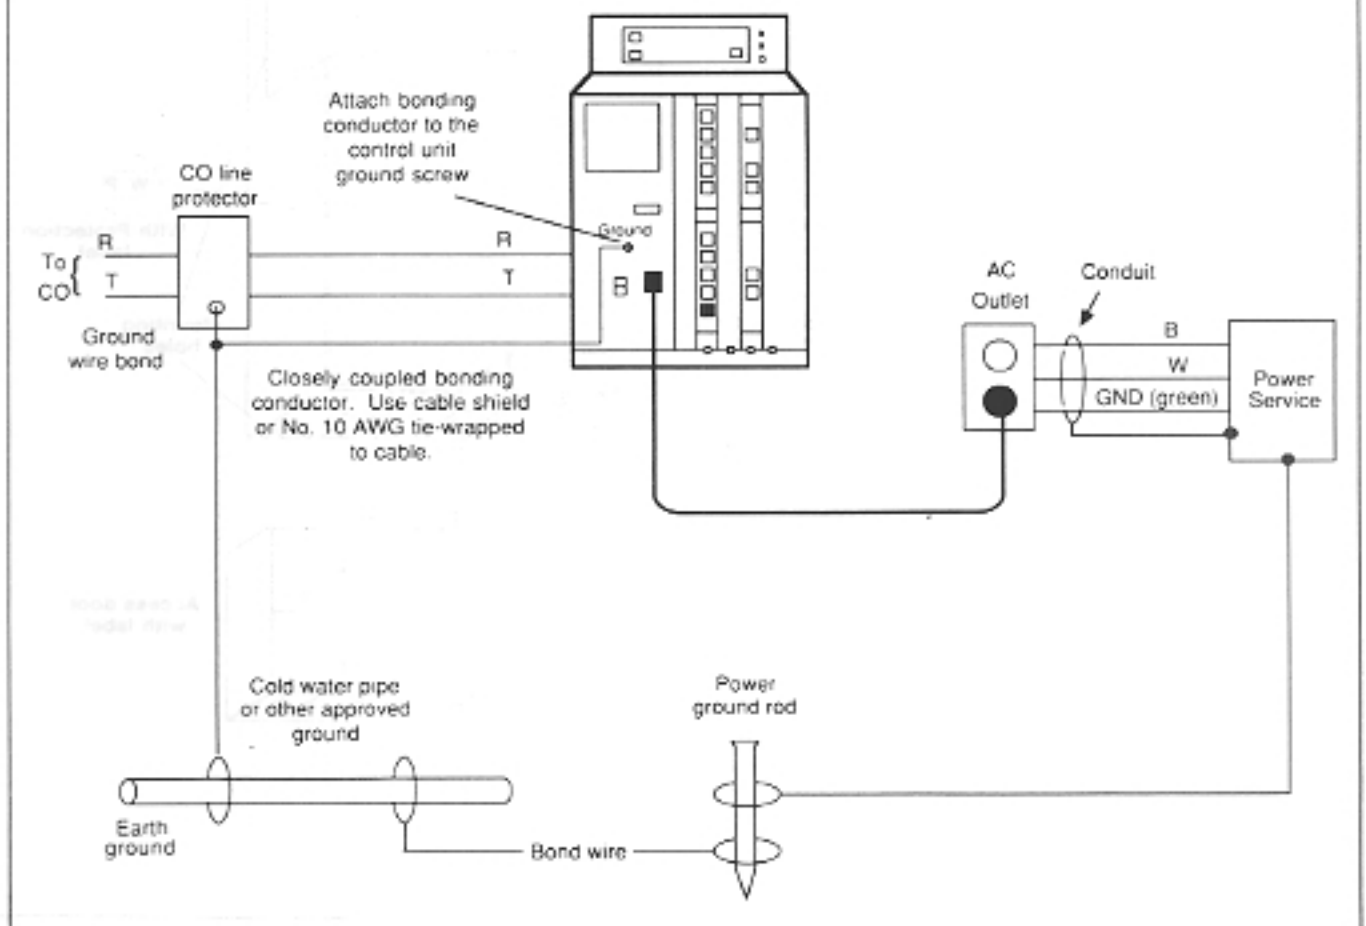 Attach bonding
conductor to the
control unit
ground screw
CO line
protector
Ground
R
R
To
CO
T
T
Ground
wire bond
Closely coupled bonding
conductor. Use cable shield
or No. 10 AWG tie-wrapped
to cable.
AC
Outlet
Conduit
B
W
GND (green)
Power
Service
Cold water pipe
or other approved
ground
Power
ground rod
Earth
ground
Bond wire